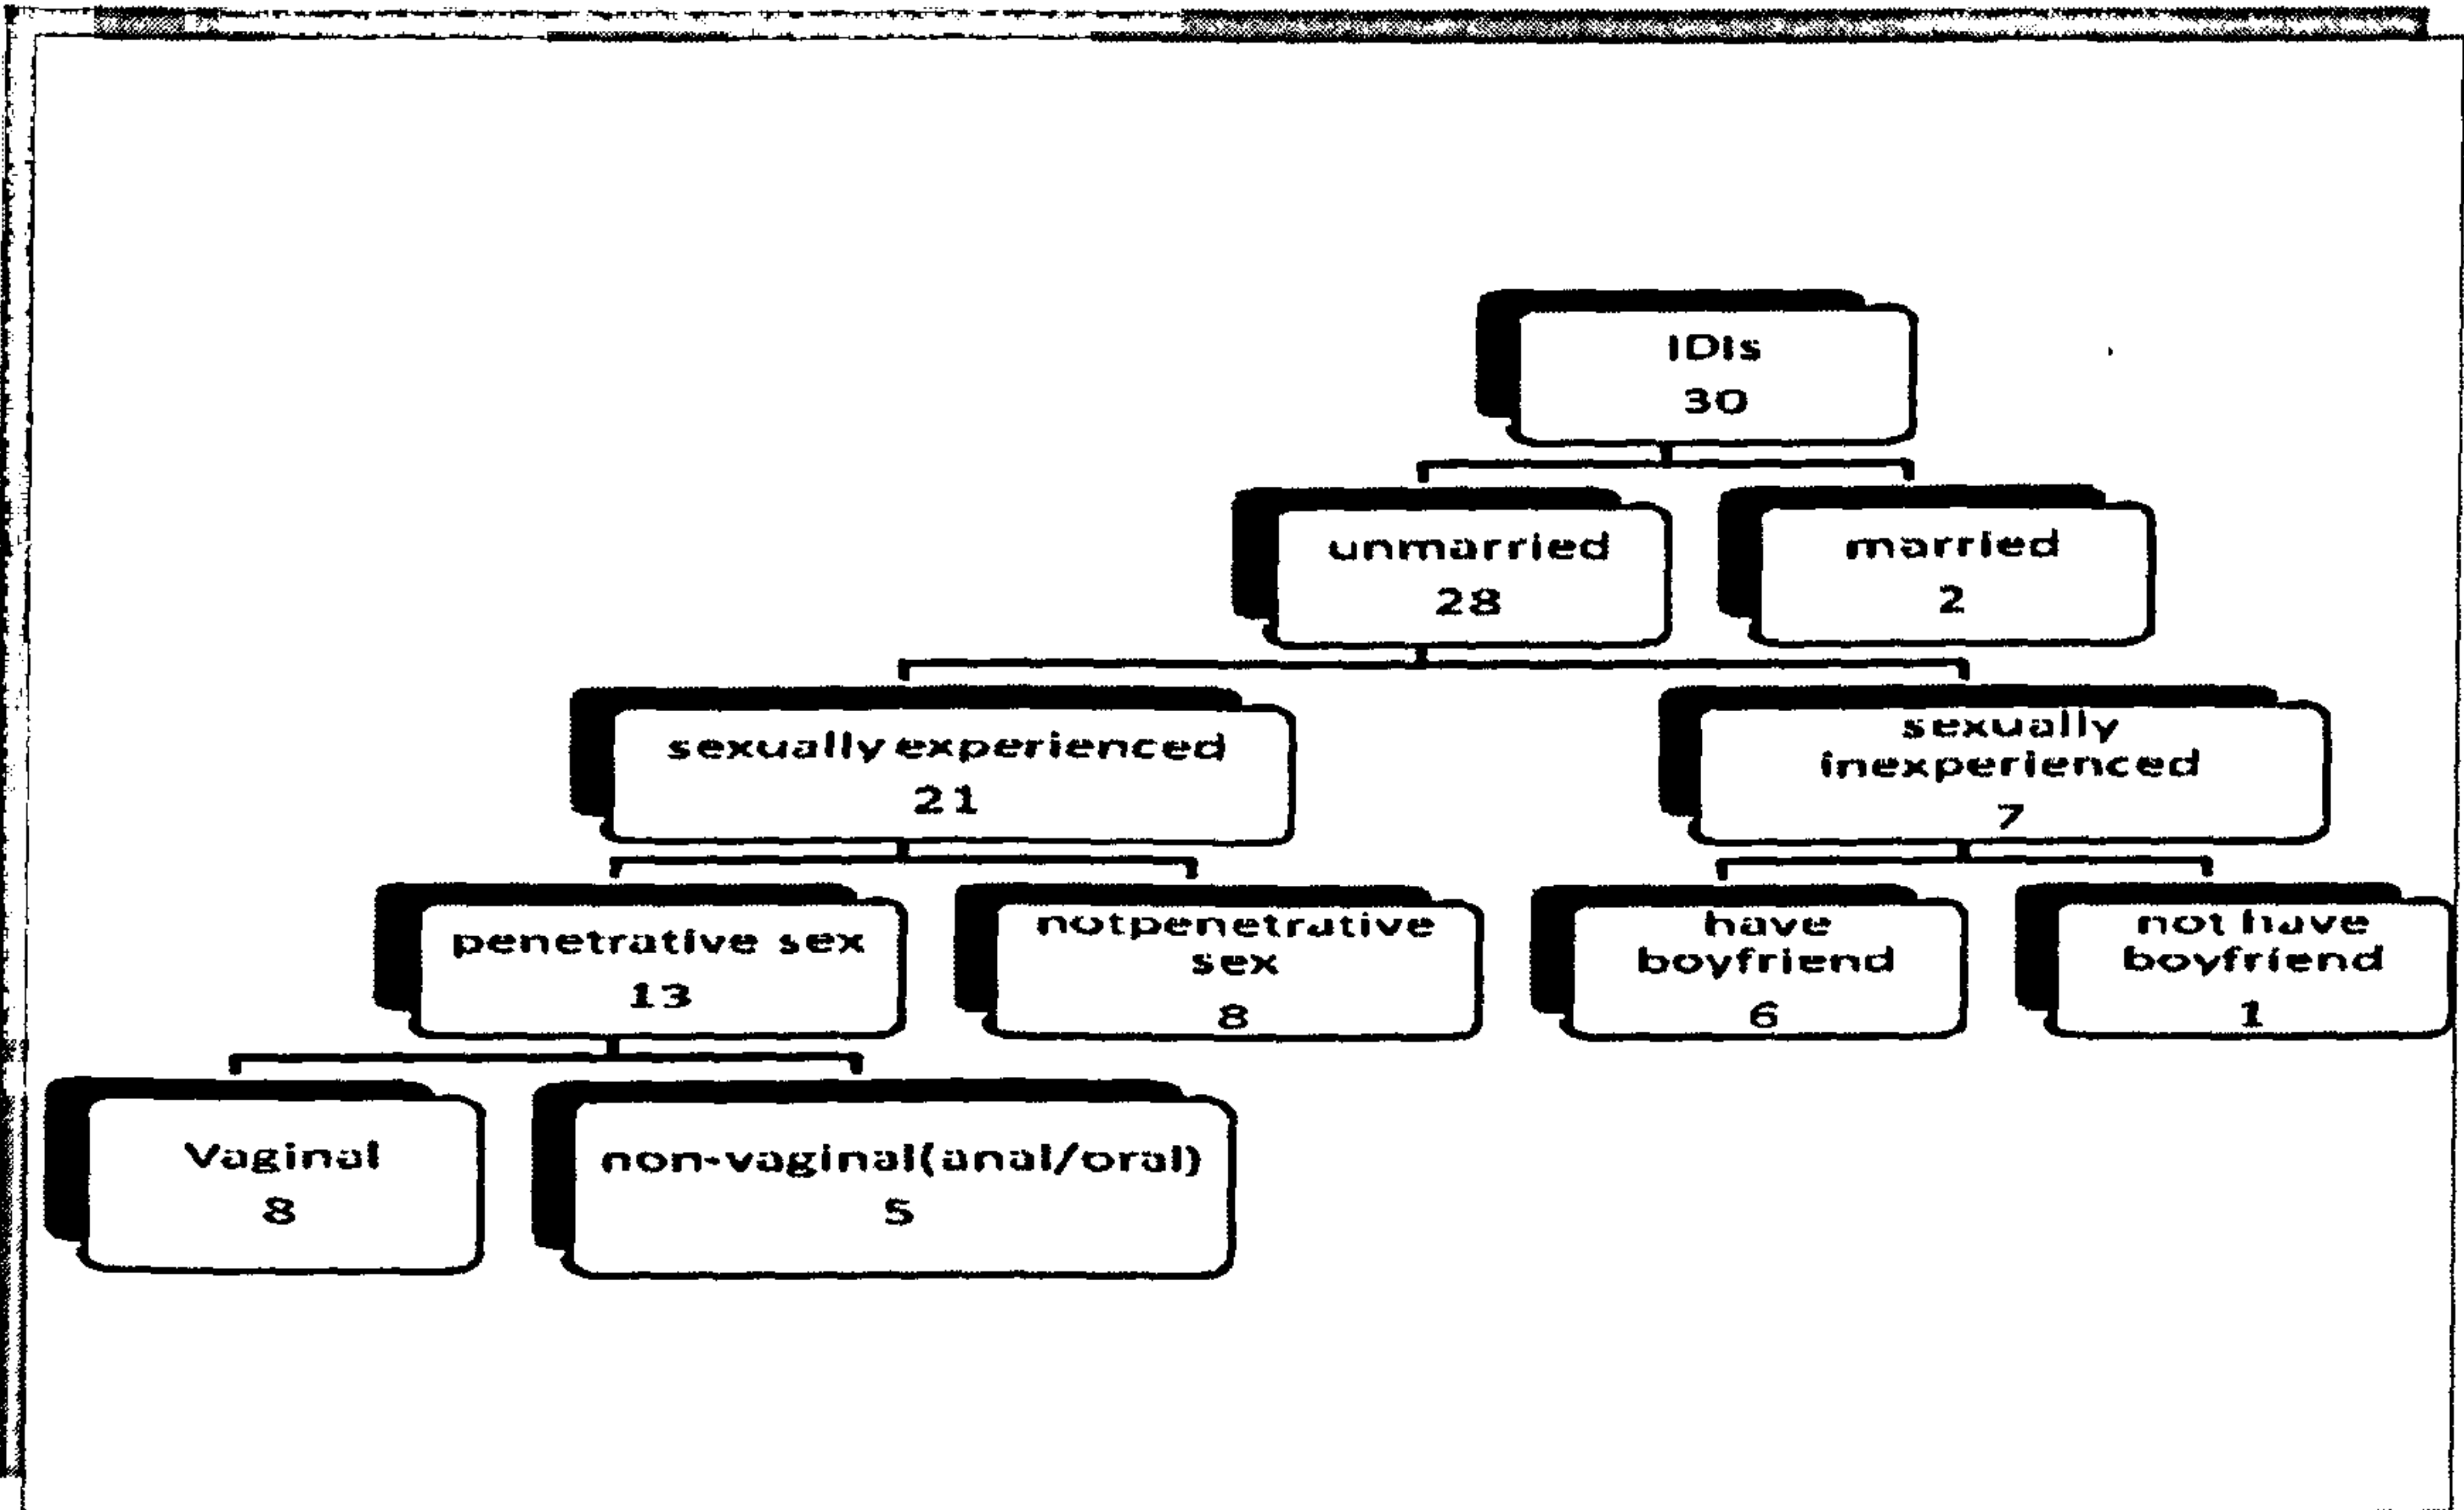 IDIs
30
unmarried
28
married
2
sexually experienced
21
sexually
inexperienced
7
penetrative sex
13
notpenetrative
sex
8
have
boyfriend
6
not have
boyfriend
1
Vaginal
8
non-vaginal(anal/oral)
5